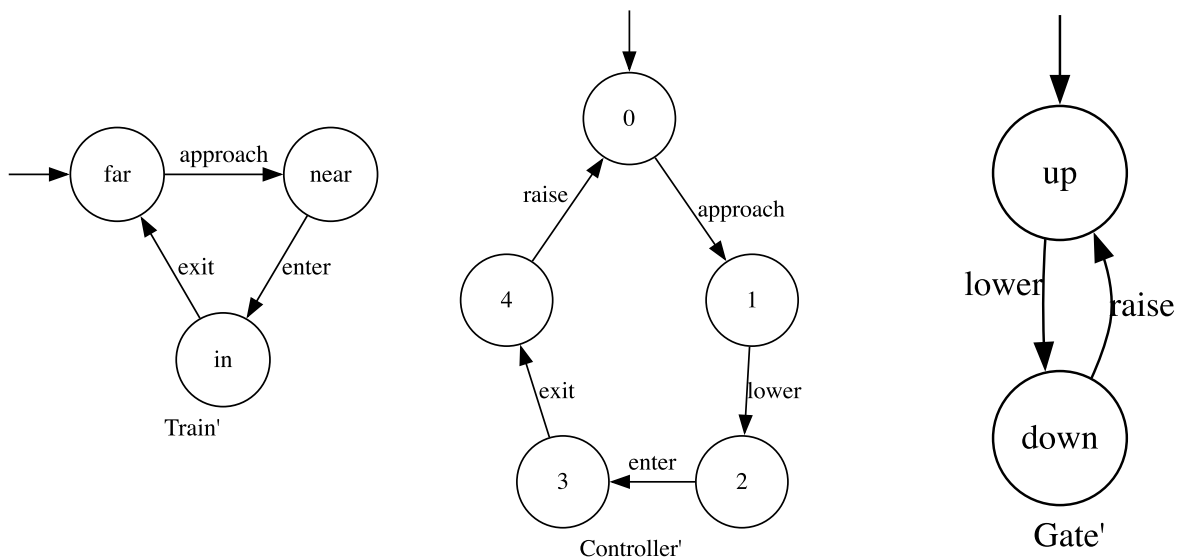 far
approach
near
exit
enter
in
Train'
0
raise
approach
4
1
exit
lower
3
enter
2
Controller'
up
lower
raise
down
Gate'